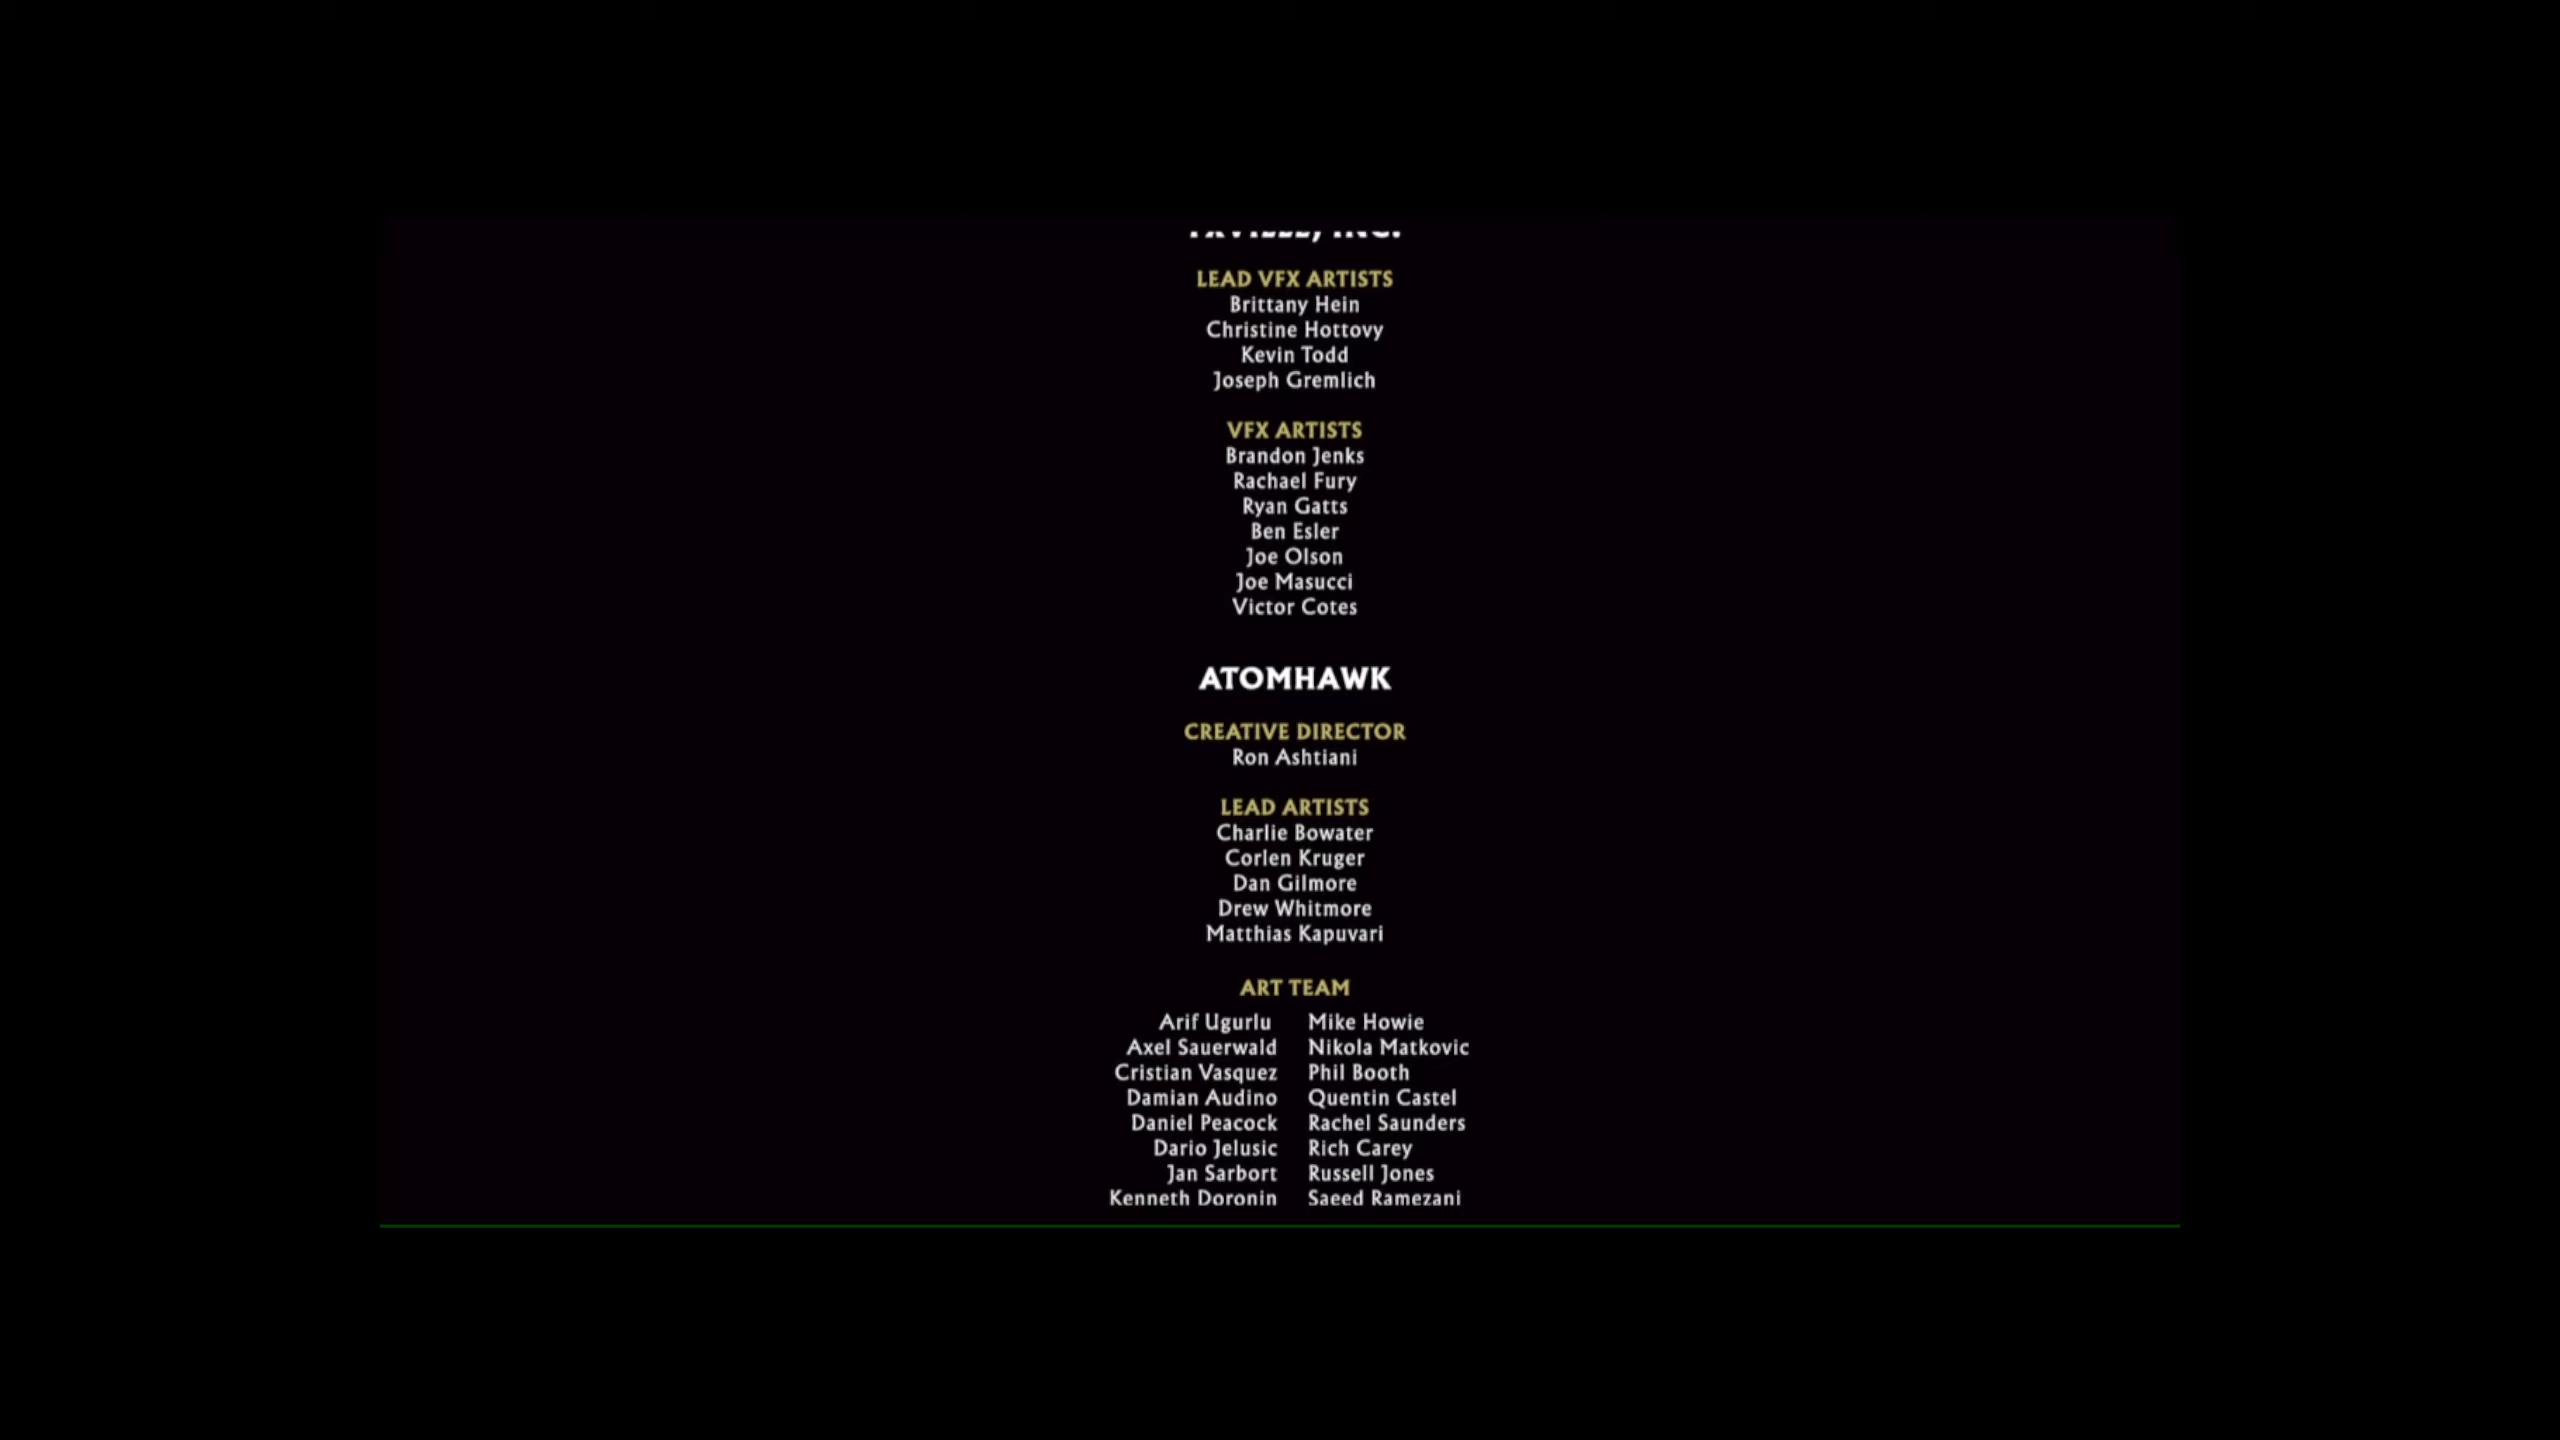 INC.
LEAD VFX ARTISTS
Brittany Hein
Christine Hottovy
Kevin Todd
Joseph Gremlich
VFX ARTISTS
Brandon Jenks
Rachael Fury
Ryan Gatts
Ben Esler
Joe Olson
Joe Masucci
Victor Cotes
ATOMHAWK
CREATIVE DIRECTOR
Ron Ashtiani
LEAD ARTISTS
Charlie Bowater
Corlen Kruger
Dan Gilmore
Drew Whitmore
Matthias Kapuvari
ART TEAM
Arif Ugurlu Mike Howie
Axel Sauerwald Nikola Matkovic
Cristian Vasquez Phil Booth
Damian Audino Quentin Castel
Daniel Peacock Rachel Saunders
Dario Jelusic Rich Carey
Jan Sarbort Russell Jones
Kenneth Doronin Saeed Ramezani